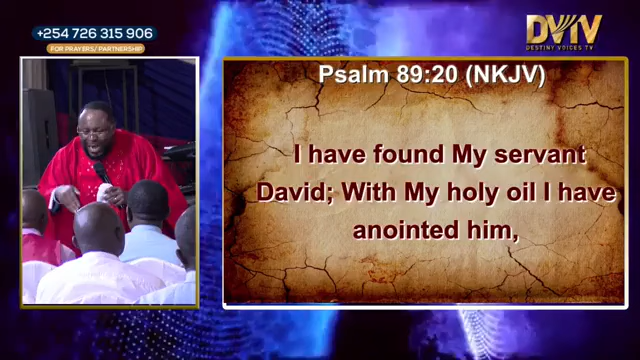 +254 726 315 906
FOR PRAYERS/ PARTNERSHIP
DVTV
DESTINY VOICES TV
Psalm 89:20 (NKJV)
I have found My servant
David; With My holy oil I have
anointed him,